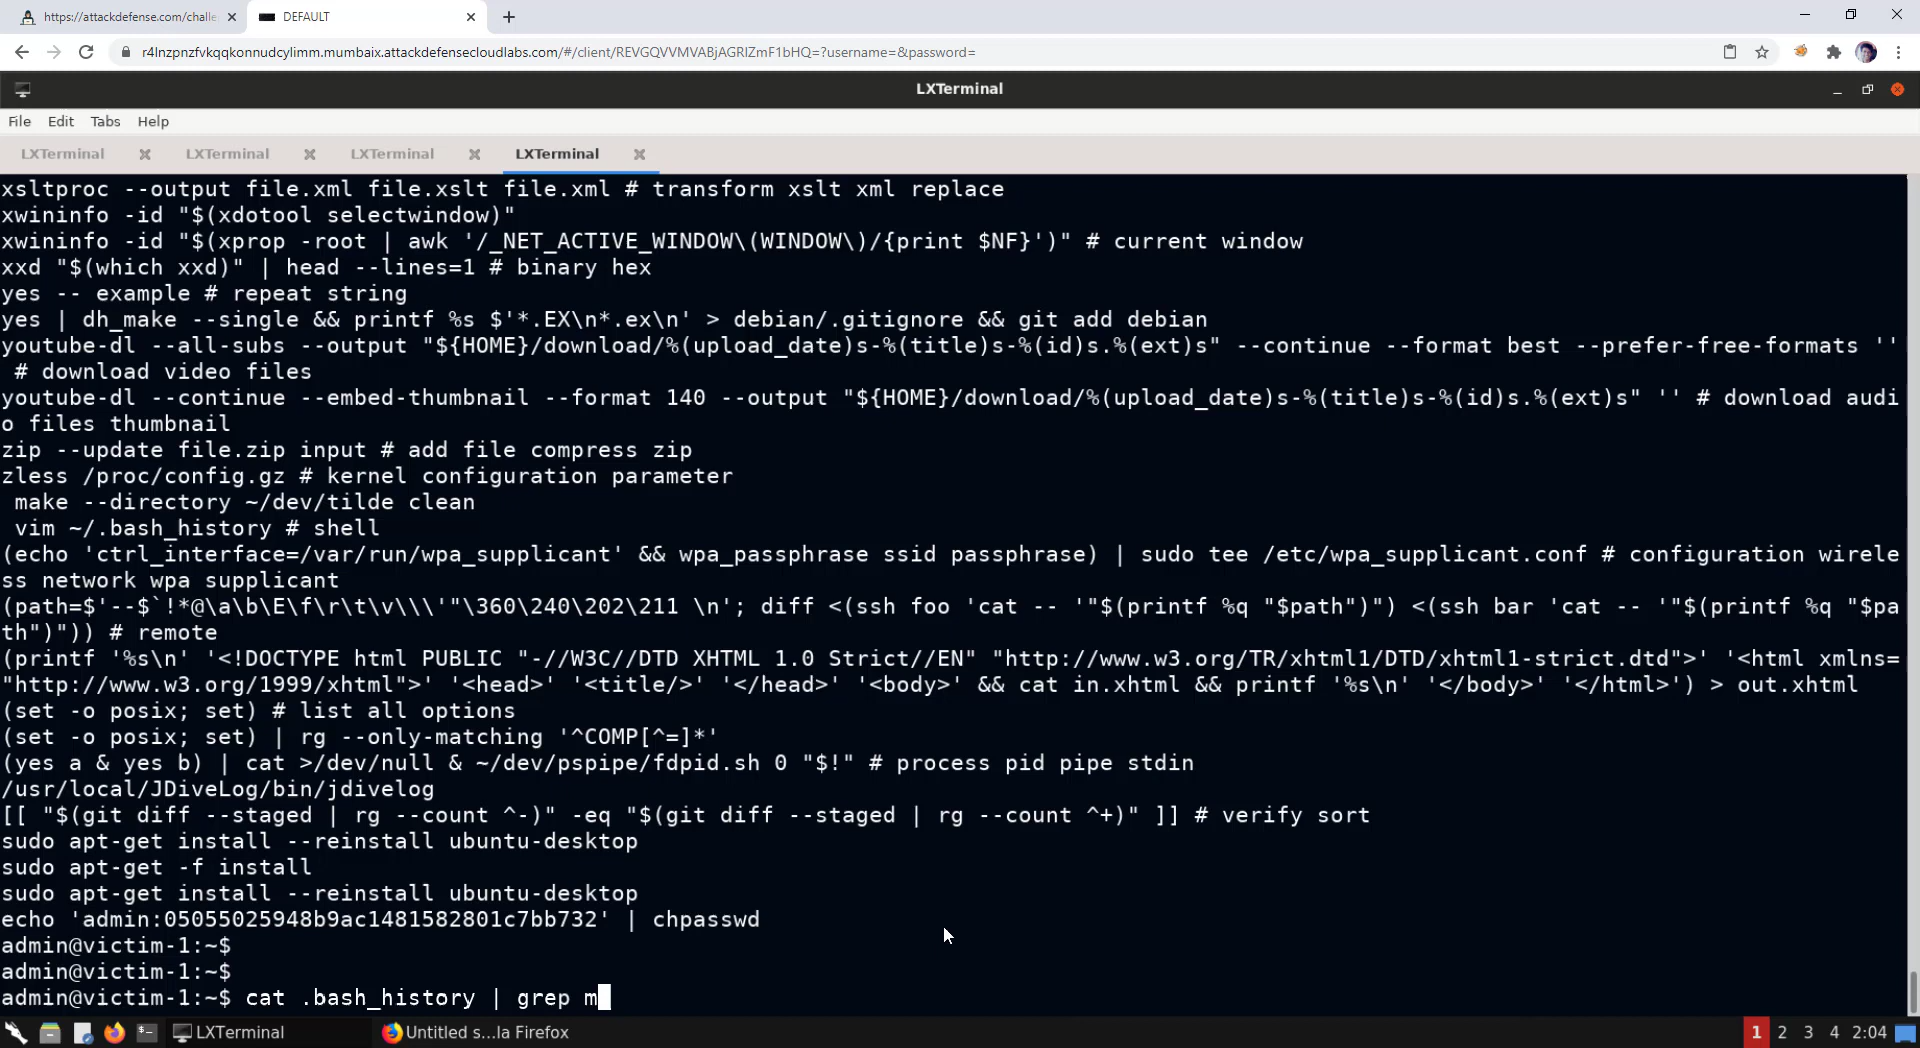 https://attackdefense.com/challe
DEFAULT
r4lnzpnzfvkqqkonnudcylimm.mumbaix.attackdefensecloudlabs.com/#/client/REVGQVVMVABjAGRlZmF1bHQ=?username=&password=
LXTerminal
File Edit Tabs Help
LXTerminal LXTerminal LXTerminal LXTerminal
xsltproc --output file.xml file.xslt file.xml # transform xslt xml replace
xwininfo -id "$(xdotool selectwindow)"
xwininfo -id "$(xprop -root | awk '/_NET_ACTIVE_WINDOW\(WINDOW\)/{print $NF}')" # current window
xxd "$(which xxd)" | head --lines=1 # binary hex
yes -- example # repeat string
yes | dh_make --single && printf %s $'*.EX\n*.ex\n' > debian/.gitignore && git add debian
youtube-dl --all-subs --output "${HOME}/download/%(upload_date)s-%(title)s-%(id)s.%(ext)s" --continue --format best --prefer-free-formats ''
# download video files
youtube-dl --continue --embed-thumbnail --format 140 --output "${HOME}/download/%(upload_date)s-%(title)s-%(id)s.%(ext)s" '' # download audi
o files thumbnail
zip --update file.zip input # add file compress zip
zless /proc/config.gz # kernel configuration parameter
make --directory ~/dev/tilde clean
vim ~/.bash_history # shell
(echo 'ctrl_interface=/var/run/wpa_supplicant' && wpa_passphrase ssid passphrase) | sudo tee /etc/wpa_supplicant.conf # configuration wirele
ss network wpa supplicant
(path=$'--$`!*@\a\b\E\f\r\t\v\\\'"\360\240\202\211 \n'; diff <(ssh foo 'cat -- '"$(printf %q "$path")") <(ssh bar 'cat -- '"$(printf %q "$pa
th")")) # remote
(printf '%s\n' '<!DOCTYPE html PUBLIC "-//W3C//DTD XHTML 1.0 Strict//EN" "http://www.w3.org/TR/xhtml1/DTD/xhtml1-strict.dtd">' '<html xmlns=
"http://www.w3.org/1999/xhtml">' '<head>' '<title/>' '</head>' '<body>' && cat in.xhtml && printf '%s\n' '</body>' '</html>') > out.xhtml
(set -o posix; set) # list all options
(set -o posix; set) | rg --only-matching '^COMP[^=]*'
(yes a & yes b) | cat >/dev/null & ~/dev/pspipe/fdpid.sh 0 "$!" # process pid pipe stdin
/usr/local/JDiveLog/bin/jdivelog
[[ "$(git diff --staged | rg --count ^-)" -eq "$(git diff --staged | rg --count ^+)" ]] # verify sort
sudo apt-get install --reinstall ubuntu-desktop
sudo apt-get -f install
sudo apt-get install --reinstall ubuntu-desktop
echo 'admin:05055025948b9ac1481582801c7bb732' | chpasswd
admin@victim-1:~$
admin@victim-1:~$
admin@victim-1:~$ cat .bash_history | grep m
LXTerminal Untitled s...la Firefox 1 2 3 4 2:04